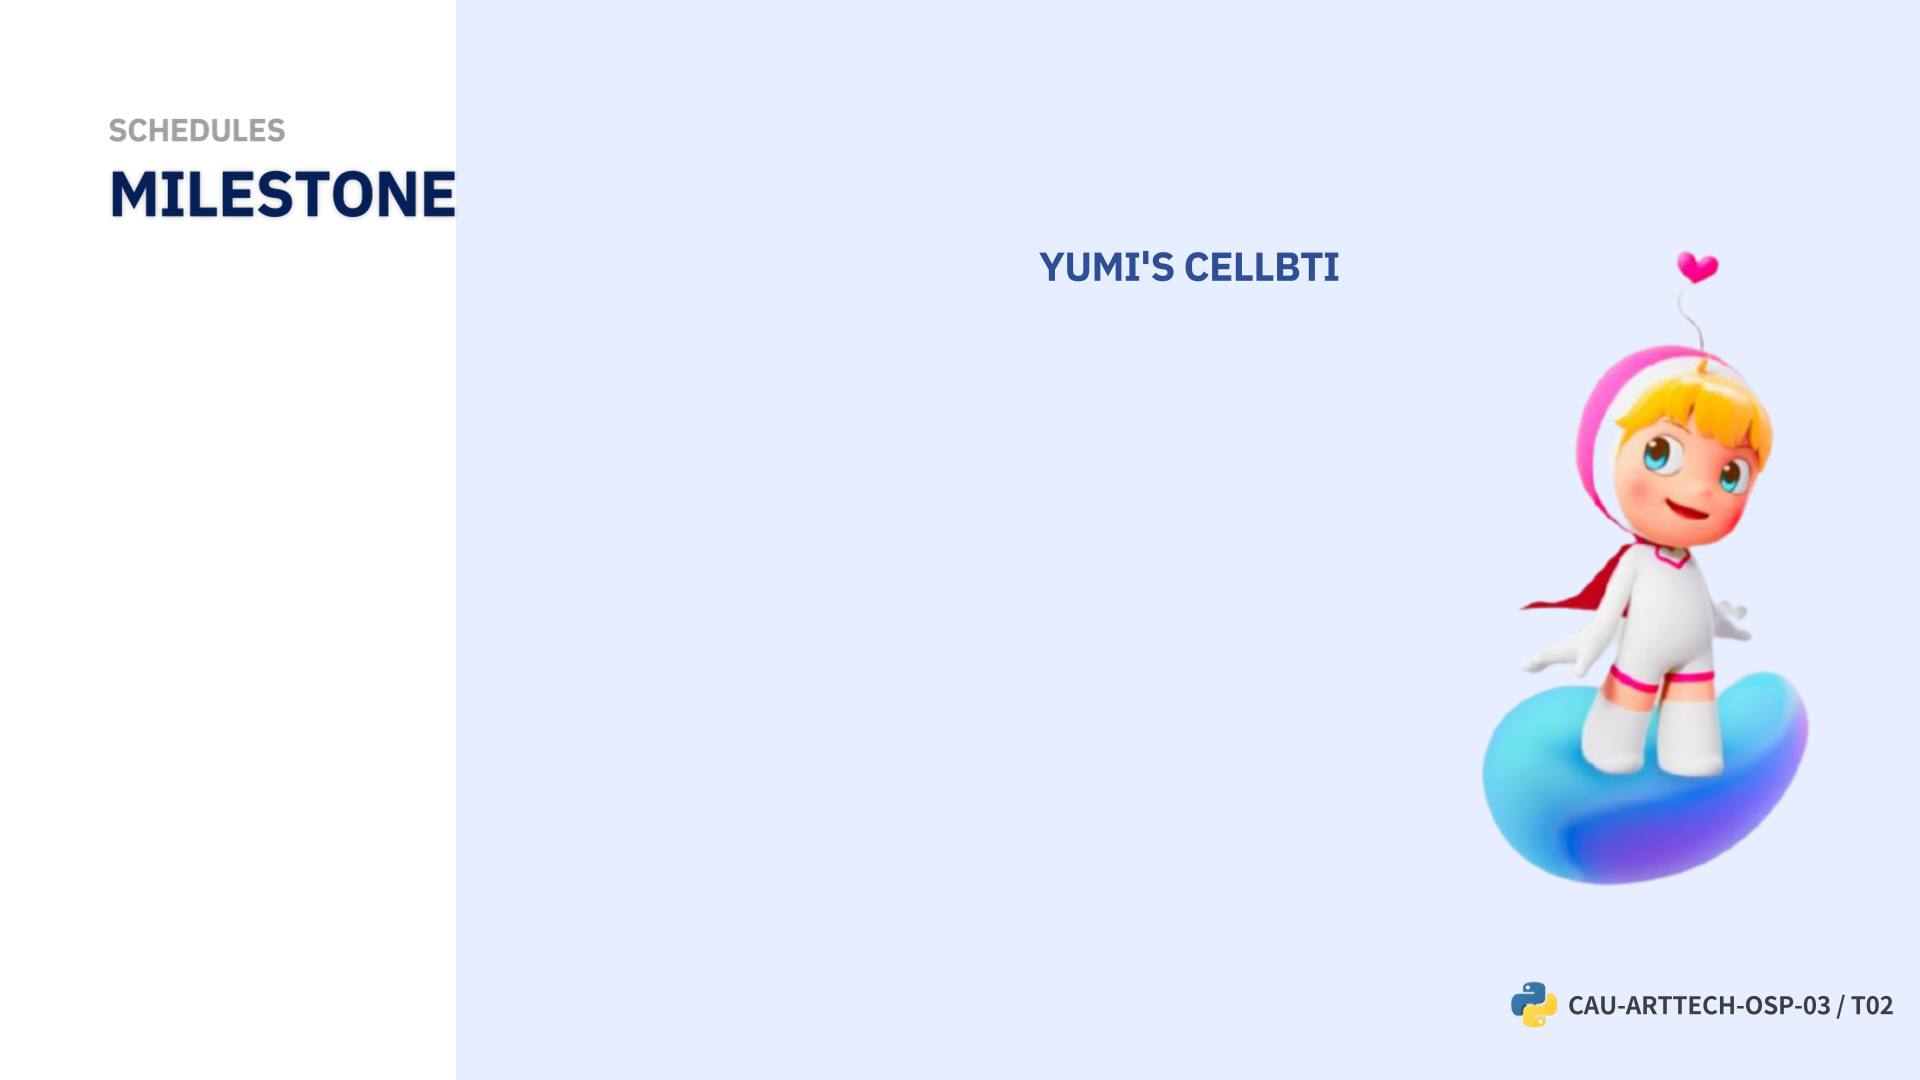 SCHEDULES
MILESTONE
YUMI'S CELLBTI
CAU-ARTTECH-OSP-03 / T02